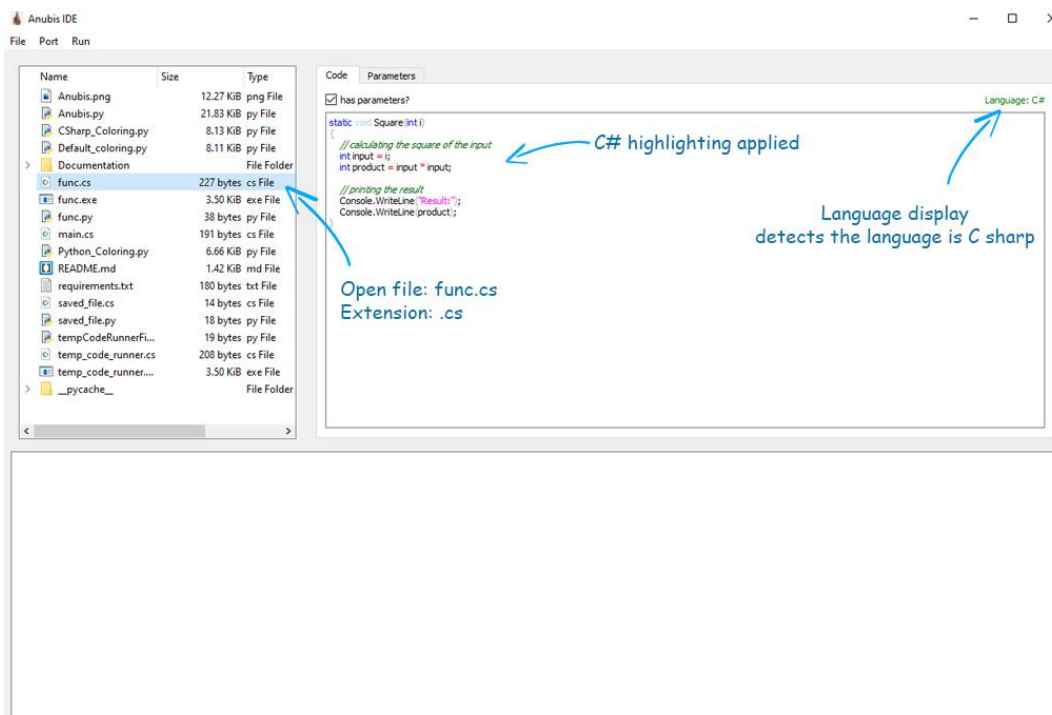 Anubis IDE
File Port Run
Name Size Type
Anubis.png 12.27 KiB png File
Anubis.py 21.83 KiB py File
CSharp_Coloring.py 8.13 KiB py File
Default_coloring.py 8.11 KiB py File
Documentation File Folder
func.cs 227 bytes cs File
func.exe 3.50 KiB exe File
func.py 38 bytes py File
main.cs 191 bytes cs File
Python_Coloring.py 6.66 KiB py File
README.md 1.42 KiB md File
requirements.txt 180 bytes txt File
saved_file.cs 14 bytes cs File
saved_file.py 18 bytes py File
tempCodeRunnerFi... 19 bytes py File
temp_code_runner.cs 208 bytes cs File
temp_code_runner.... 3.50 KiB exe File
__pycache__ File Folder
Code Parameters
has parameters?
Language: C#
static void Square(int i)
{
//calculating the square of the input
int input = i;
int product = input * input;
//printing the result
Console.WriteLine("Result:");
Console.WriteLine(product);
}
C# highlighting applied
Language display
detects the language is C sharp
Open file: func.cs
Extension: .cs